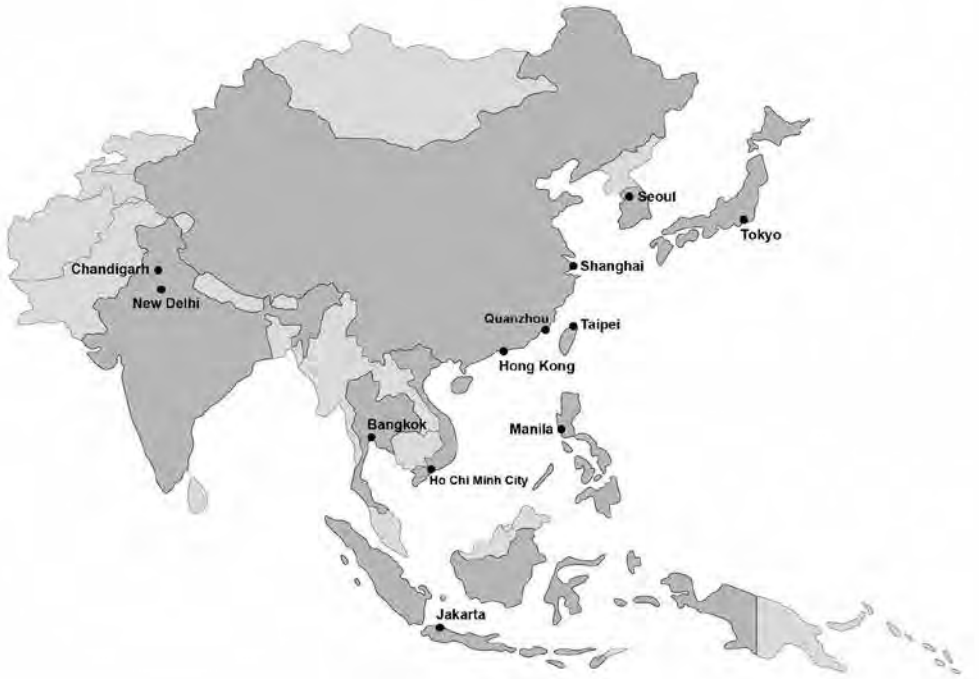 Seoul
Tokyo
Shanghai
Chandigarh
New Delhi
Quanzhou
Taipei
Hong Kong
Bangkok
Manila
Ho Chi Minh City
Jakarta